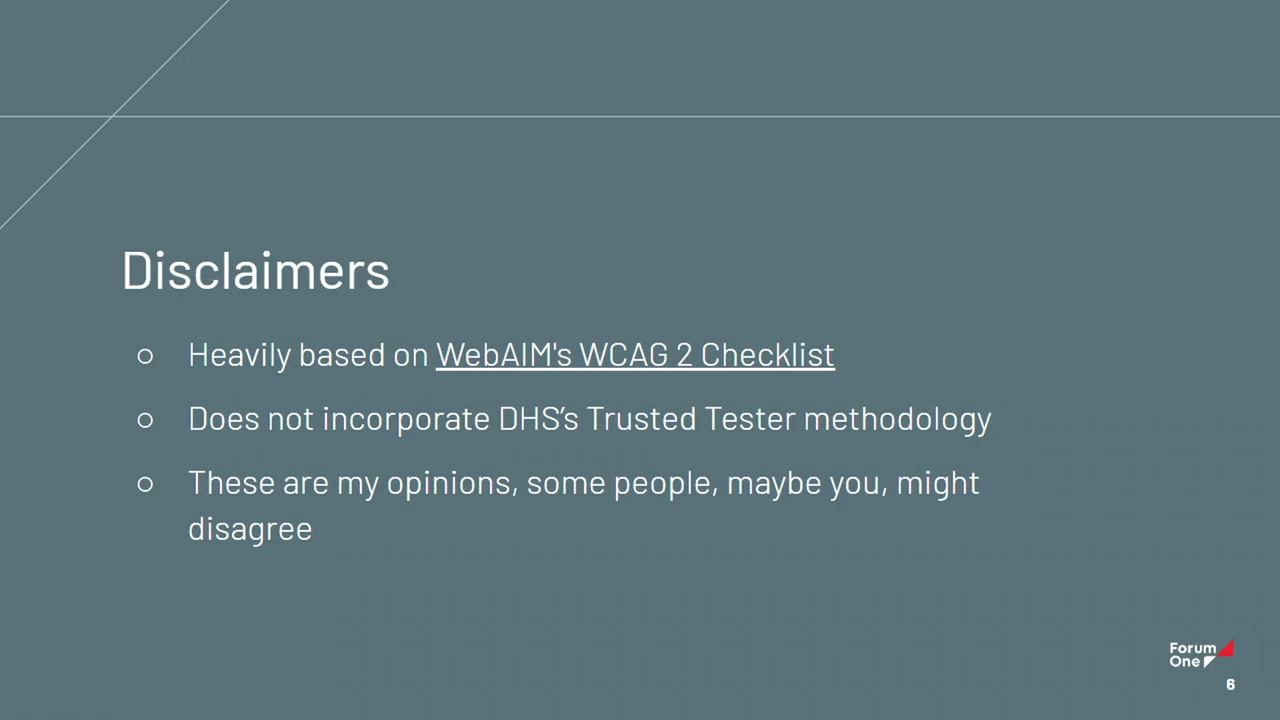 Disclaimers
○ Heavily based on WebAIM's WCAG 2 Checklist
○ Does not incorporate DHS’s Trusted Tester methodology
○ These are my opinions, some people, maybe you, might
disagree
Forum
One
6